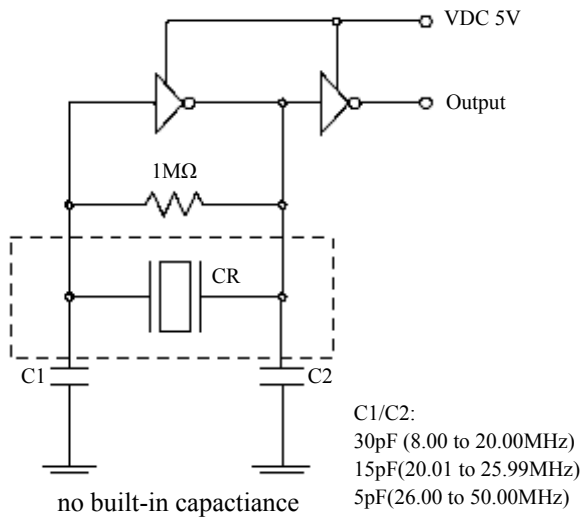 VDC 5V
Output
1MΩ
CR
C1
C2
C1/C2:
30pF (8.00 to 20.00MHz)
15pF(20.01 to 25.99MHz)
5pF(26.00 to 50.00MHz)
no built-in capactiance